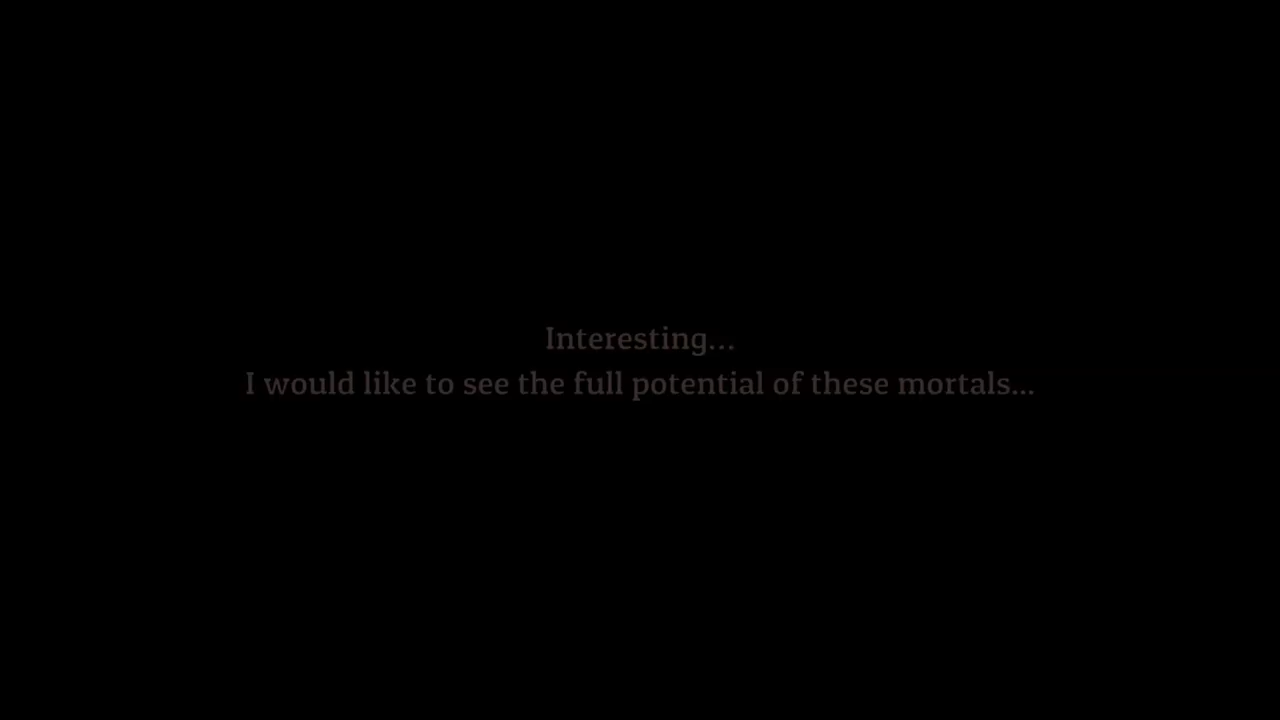 Interesting...
I would like to see the full potential of these mortals...